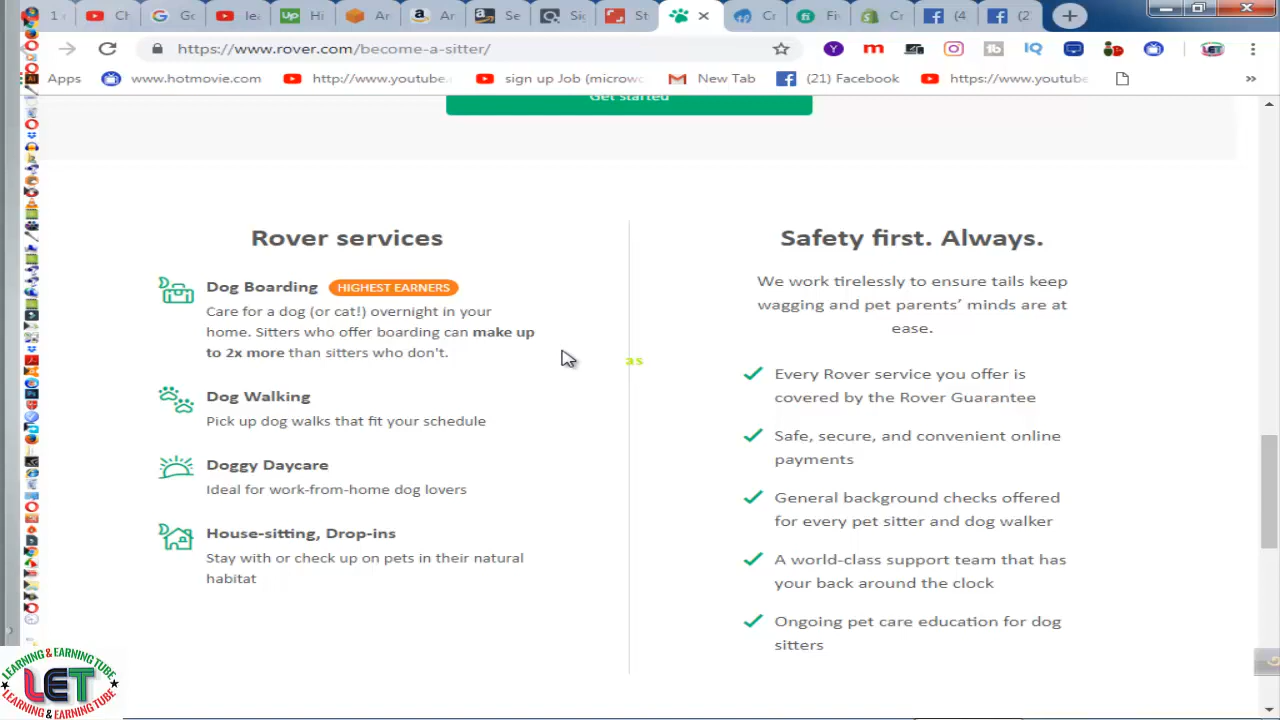 https://www.rover.com/become-a-sitter/
Apps
www.hotmovie.com
http://www.youtube.
sign up Job (microwo
New Tab
(21) Facebook
https://www.youtube
»
Get started
Rover services
Dog Boarding HIGHEST EARNERS
Care for a dog (or cat!) overnight in your
home. Sitters who offer boarding can make up
to 2x more than sitters who don't.
Dog Walking
Pick up dog walks that fit your schedule
Doggy Daycare
Ideal for work-from-home dog lovers
House-sitting, Drop-ins
Stay with or check up on pets in their natural
habitat
as
Safety first. Always.
We work tirelessly to ensure tails keep
wagging and pet parents’ minds are at
ease.
Every Rover service you offer is
covered by the Rover Guarantee
Safe, secure, and convenient online
payments
General background checks offered
for every pet sitter and dog walker
A world-class support team that has
your back around the clock
Ongoing pet care education for dog
sitters
LEARNING & EARNING TUBE
LET
LEARNING & EARNING TUBE